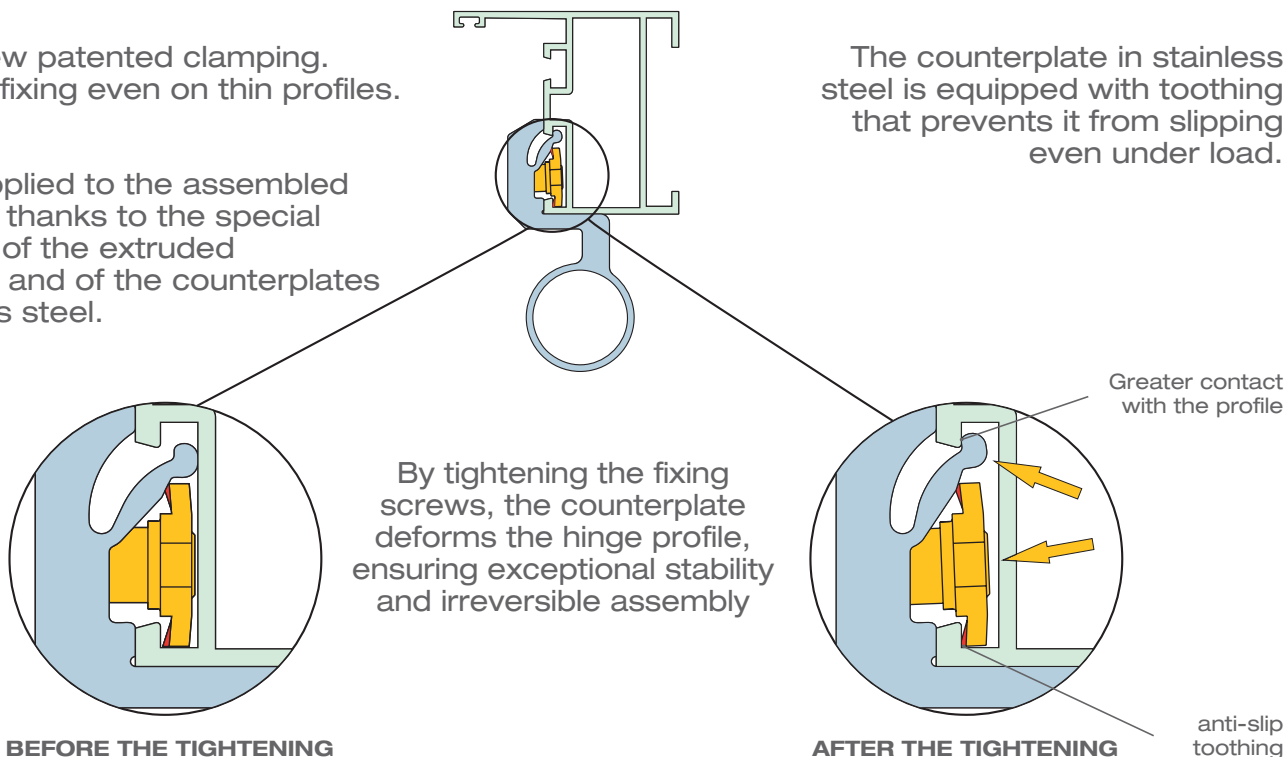 ew patented clamping.
fixing even on thin profiles.
pplied to the assembled
thanks to the special
of the extruded
and of the counterplates
s steel.
The counterplate in stainless
steel is equipped with toothing
that prevents it from slipping
even under load.
Greater contact
with the profile
By tightening the fixing
screws, the counterplate
deforms the hinge profile,
ensuring exceptional stability
and irreversible assembly
BEFORE THE TIGHTENING
AFTER THE TIGHTENING
anti-slip
toothing